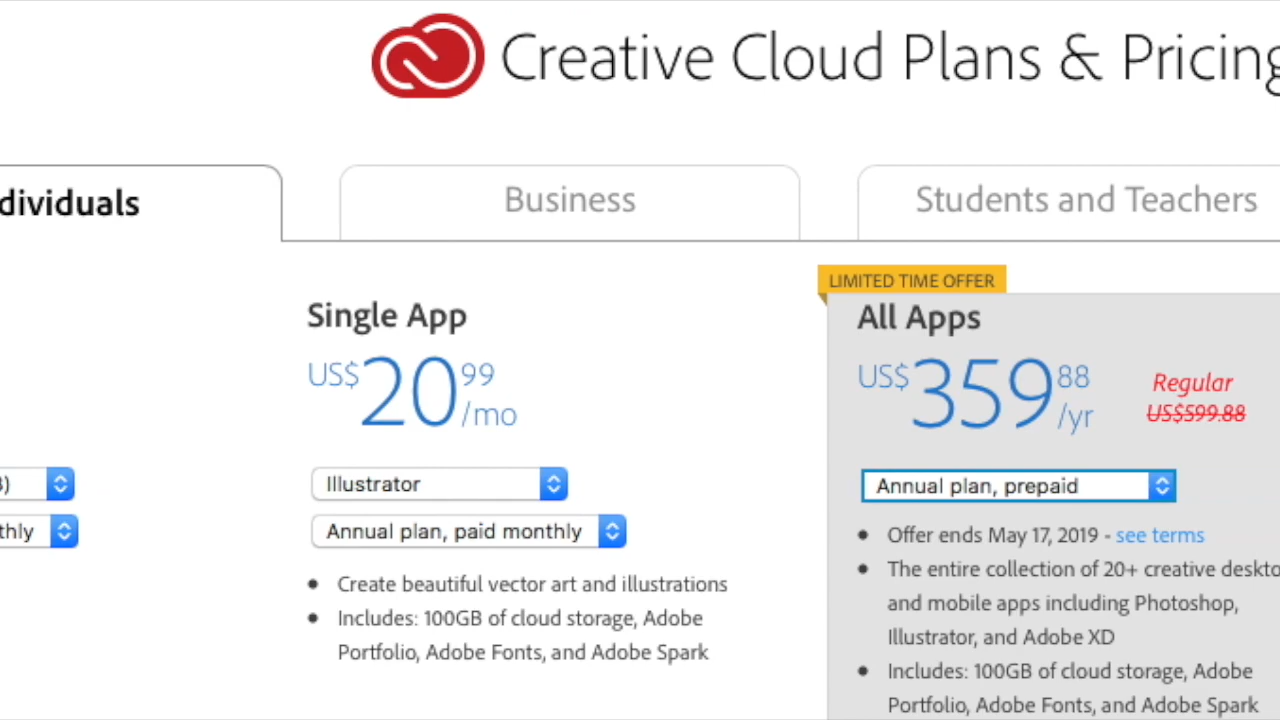 Creative Cloud Plans & Pricing
dividuals
Business
Students and Teachers
LIMITED TIME OFFER
Single App
US$20.99/mo
All Apps
US$359.88/yr
Regular
US$599.88
)
thly
Illustrator
Annual plan, paid monthly
Create beautiful vector art and illustrations
Includes: 100GB of cloud storage, Adobe
Portfolio, Adobe Fonts, and Adobe Spark
Annual plan, prepaid
Offer ends May 17, 2019 - see terms
The entire collection of 20+ creative deskto
and mobile apps including Photoshop,
Illustrator, and Adobe XD
Includes: 100GB of cloud storage, Adobe
Portfolio, Adobe Fonts, and Adobe Spark